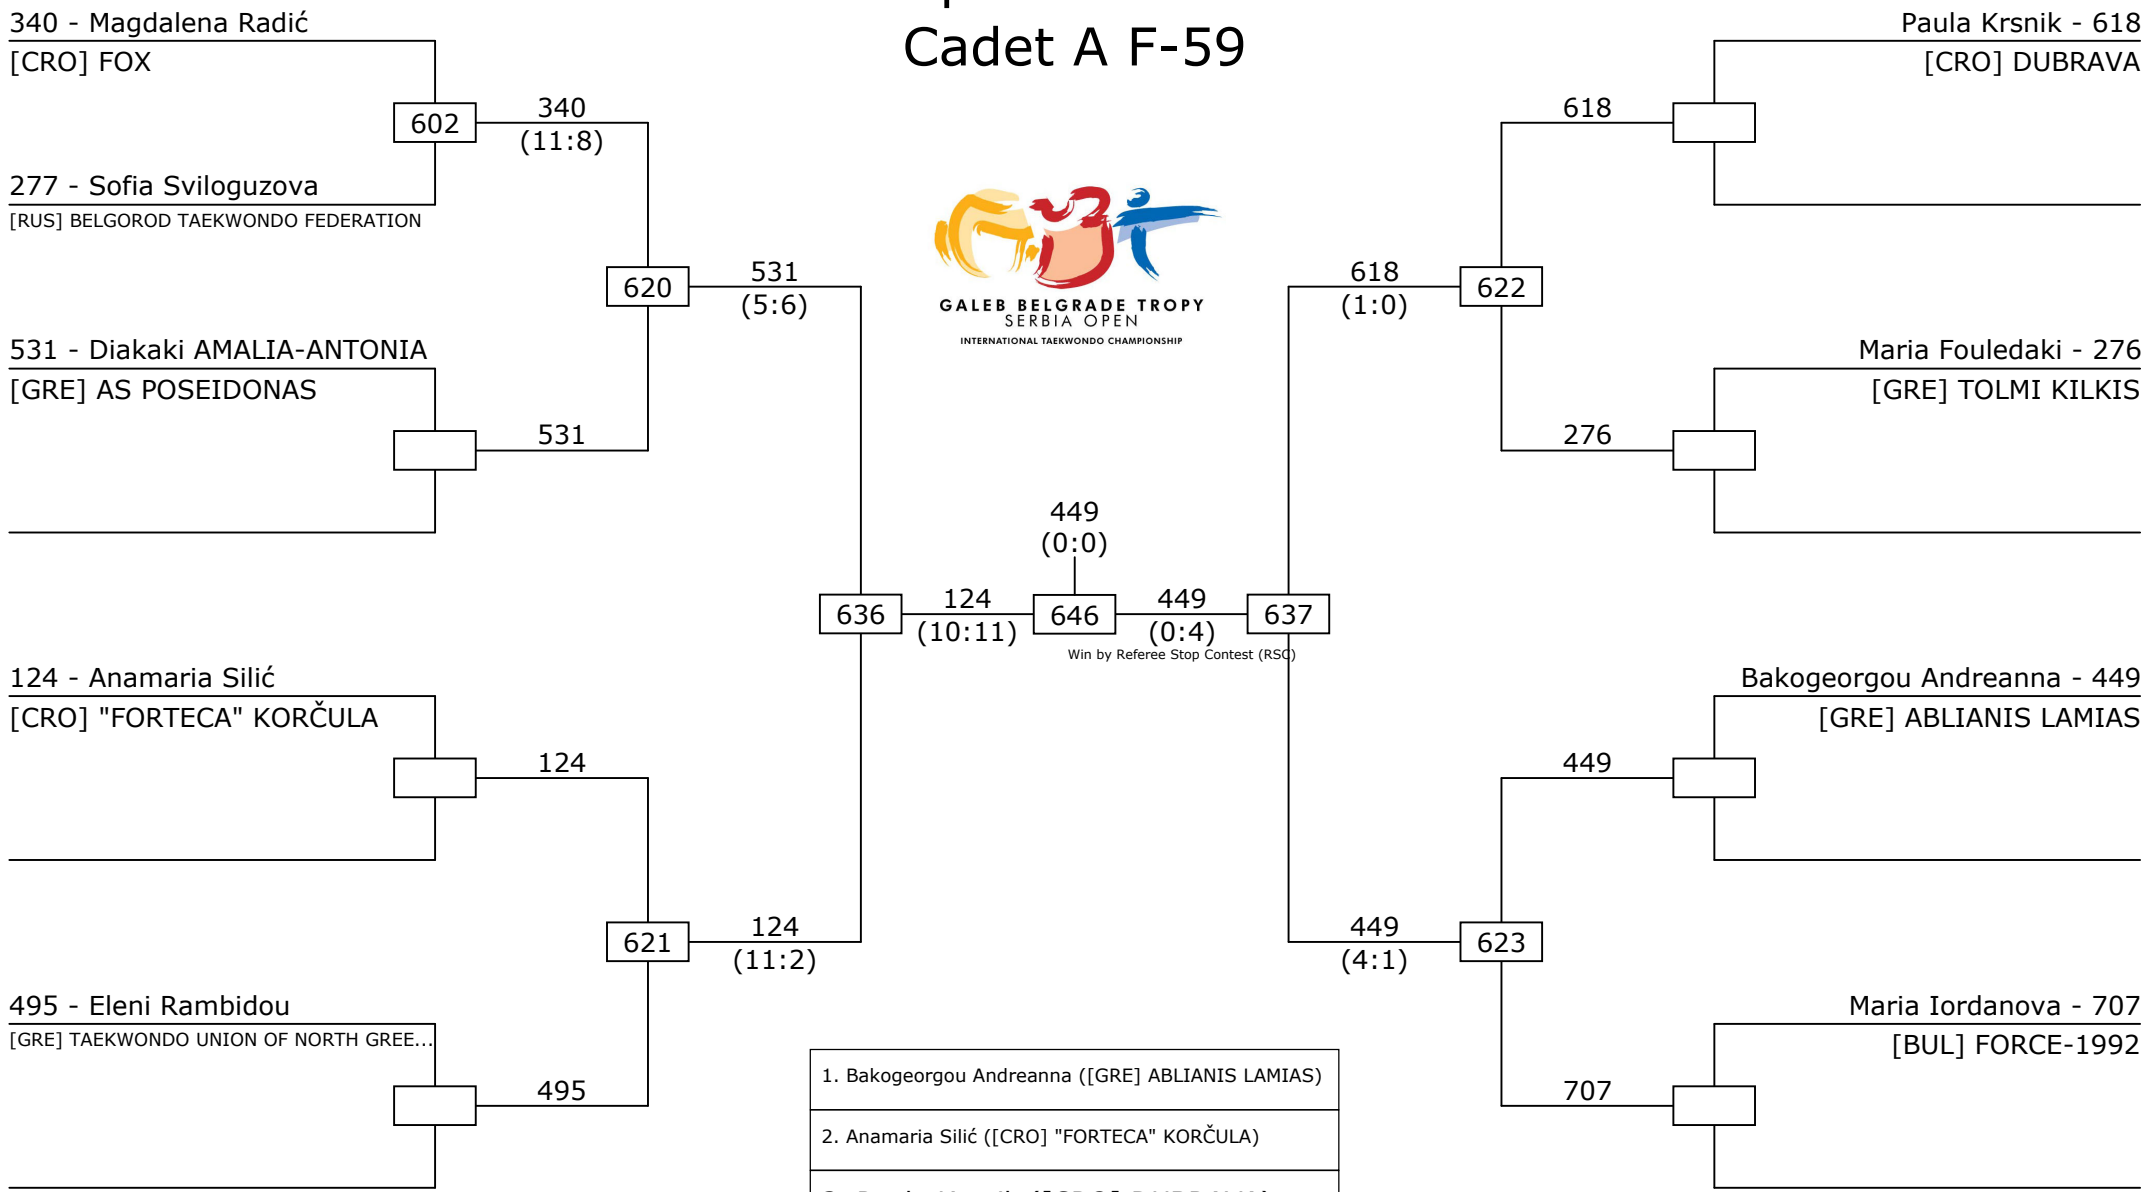 Cadet A F-59
340 - Magdalena Radić
[CRO] FOX
602
340
(11:8)
277 - Sofia Sviloguzova
[RUS] BELGOROD TAEKWONDO FEDERATION
620
531
(5:6)
531 - Diakaki AMALIA-ANTONIA
[GRE] AS POSEIDONAS
531
124 - Anamaria Silić
[CRO] "FORTECA" KORČULA
124
621
124
(11:2)
495 - Eleni Rambidou
[GRE] TAEKWONDO UNION OF NORTH GREE...
495
GALEB BELGRADE TROPY
SERBIA OPEN
INTERNATIONAL TAEKWONDO CHAMPIONSHIP
449
(0:0)
636
124
(10:11)
646
449
(0:4)
637
Win by Referee Stop Contest (RSC)
Paula Krsnik - 618
[CRO] DUBRAVA
618
618
(1:0)
622
Maria Fouledaki - 276
[GRE] TOLMI KILKIS
276
Bakogeorgou Andreanna - 449
[GRE] ABLIANIS LAMIAS
449
449
(4:1)
623
Maria Iordanova - 707
[BUL] FORCE-1992
707
1. Bakogeorgou Andreanna ([GRE] ABLIANIS LAMIAS)
2. Anamaria Silić ([CRO] "FORTECA" KORČULA)
3. Paula Krsnik ([CRO] DUBRAVA)